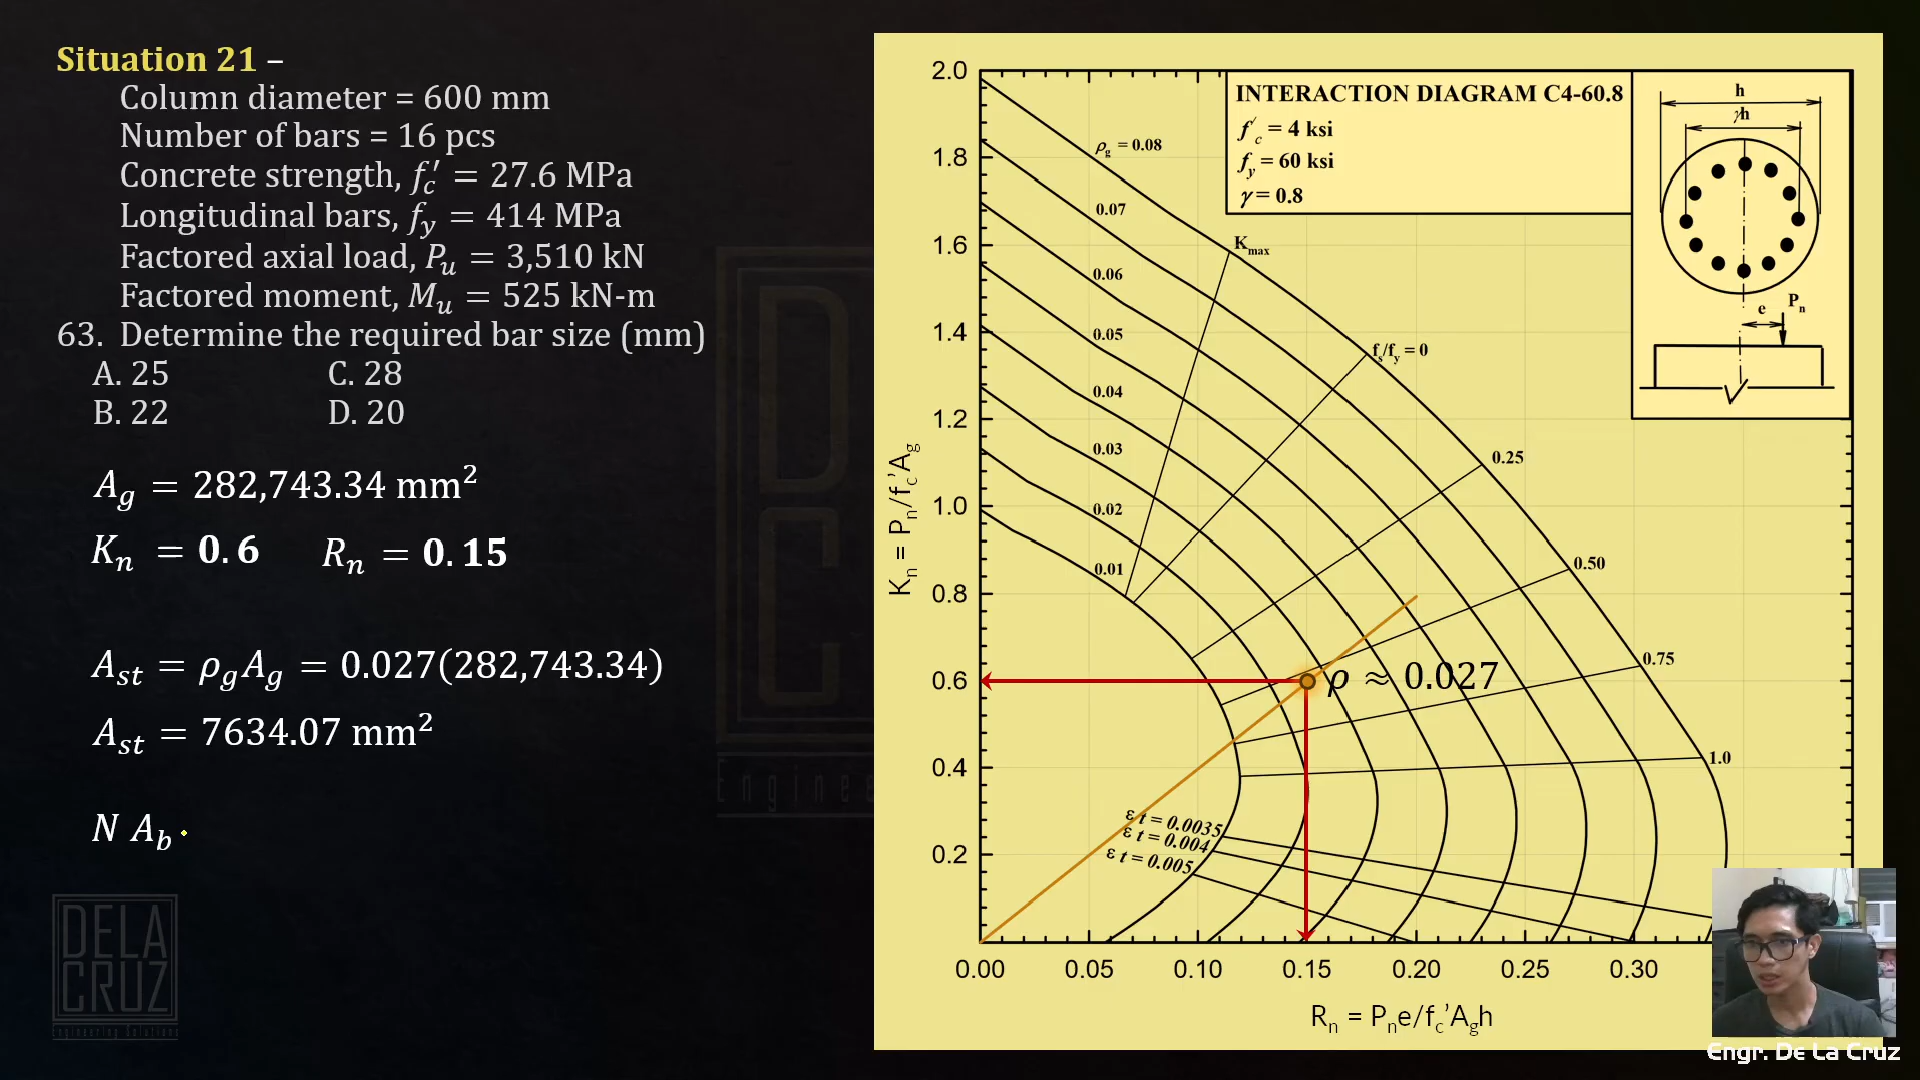 Situation 21 –
Column diameter = 600 mm
Number of bars = 16 pcs
Concrete strength, f′c = 27.6 MPa
Longitudinal bars, fy = 414 MPa
Factored axial load, Pu = 3,510 kN
Factored moment, Mu = 525 kN-m
63. Determine the required bar size (mm)
A. 25 C. 28
B. 22 D. 20
Ag = 282,743.34 mm²
Kn = 0.6 Rn = 0.15
Ast = ρgAg = 0.027(282,743.34)
Ast = 7634.07 mm²
N Ab
DELA
CRUZ
Engineering Solutions
DC
Engine
INTERACTION DIAGRAM C4-60.8
f′c = 4 ksi
fy = 60 ksi
γ = 0.8
h
γh
e
Pn
2.0
1.8
1.6
1.4
1.2
1.0
0.8
0.6
0.4
0.2
Kn = Pn/fc'Ag
ρg = 0.08
0.07
0.06
0.05
0.04
0.03
0.02
0.01
Kmax
fs/fy = 0
0.25
0.50
0.75
1.0
ρ ≈ 0.027
ε t = 0.0035
ε t = 0.004
ε t = 0.005
0.00 0.05 0.10 0.15 0.20 0.25 0.30
Rn = Pne/fc'Agh
Engr. De La Cruz